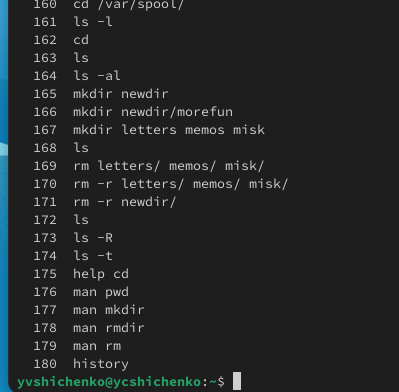 160 cd /var/spool/
161 ls -l
162 cd
163 ls
164 ls -al
165 mkdir newdir
166 mkdir newdir/morefun
167 mkdir letters memos misk
168 ls
169 rm letters/ memos/ misk/
170 rm -r letters/ memos/ misk/
171 rm -r newdir/
172 ls
173 ls -R
174 ls -t
175 help cd
176 man pwd
177 man mkdir
178 man rmdir
179 man rm
180 history
yvshichenko@ycshichenko:~$